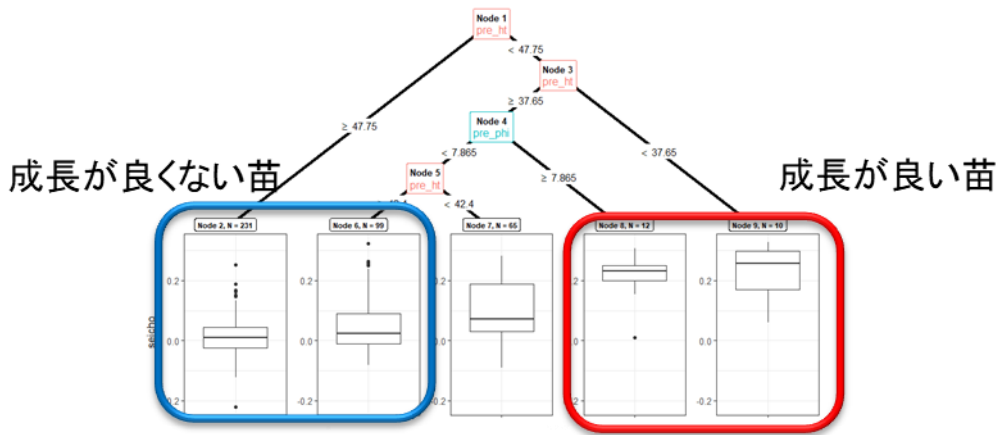 Node 1
pre_ht
< 47.75
Node 3
pre_ht
≥ 37.65
Node 4
pre_phi
≥ 47.75
< 7.865
< 37.65
成長が良くない苗
Node 5
pre_ht
≥ 7.865
成長が良い苗
< 42.4
Node 2, N = 231
Node 6, N = 99
Node 7, N = 65
Node 8, N = 12
Node 9, N = 10
seicho
0.2
0.0
-0.2
0.2
0.0
-0.2
0.2
0.0
-0.2
0.2
0.0
-0.2
0.2
0.0
-0.2